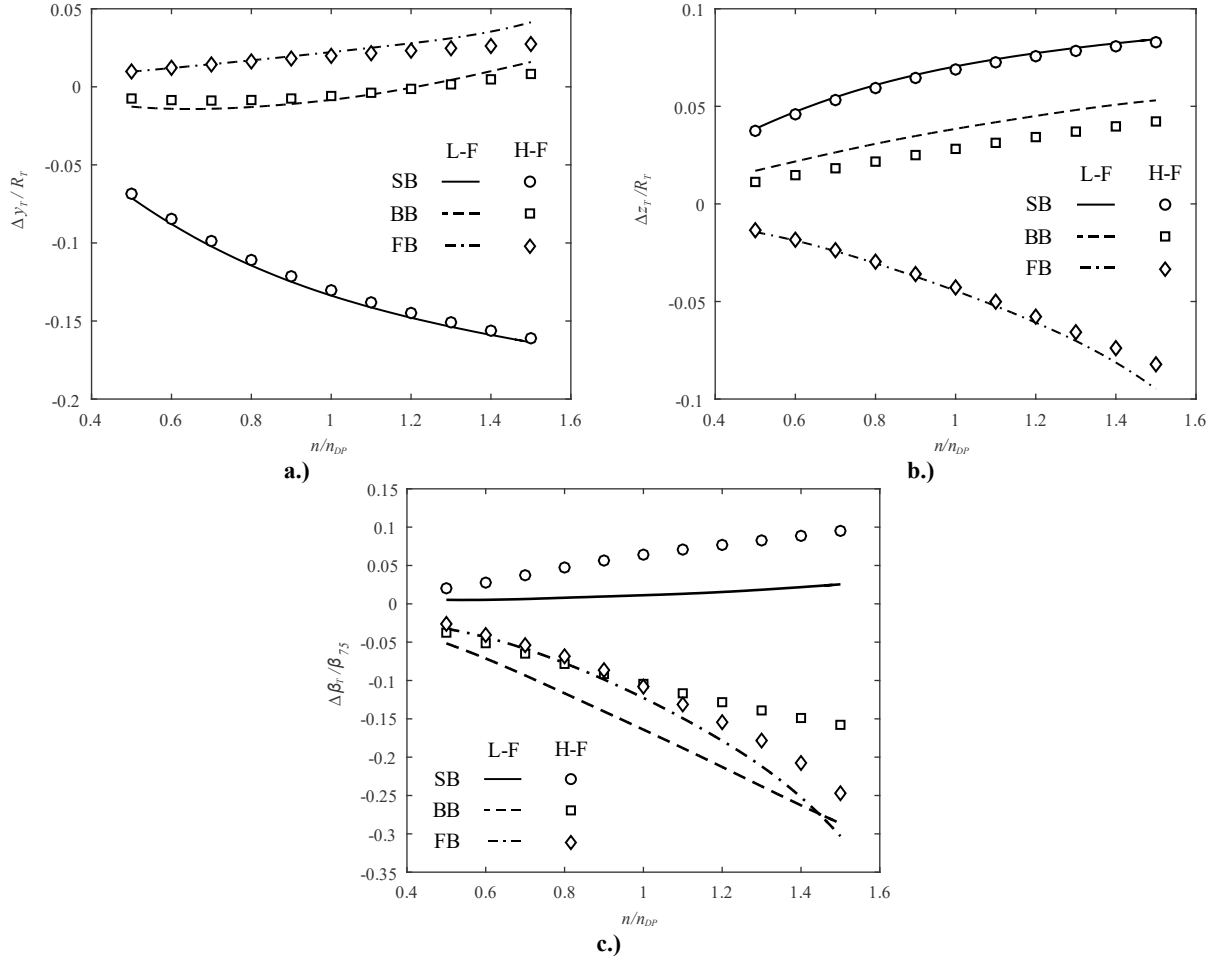 0.05
0
-0.05
-0.1
-0.15
-0.2
0.4 0.6 0.8 1 1.2 1.4 1.6
Δy_T / R_T
n/n_DP
L-F H-F
SB
BB
FB
a.)
0.1
0.05
0
-0.05
-0.1
0.4 0.6 0.8 1 1.2 1.4 1.6
Δz_T/R_T
n/n_DP
L-F H-F
SB
BB
FB
b.)
0.15
0.1
0.05
0
-0.05
-0.1
-0.15
-0.2
-0.25
-0.3
-0.35
0.4 0.6 0.8 1 1.2 1.4 1.6
Δβ_T/β_75
n/n_DP
L-F H-F
SB
BB
FB
c.)